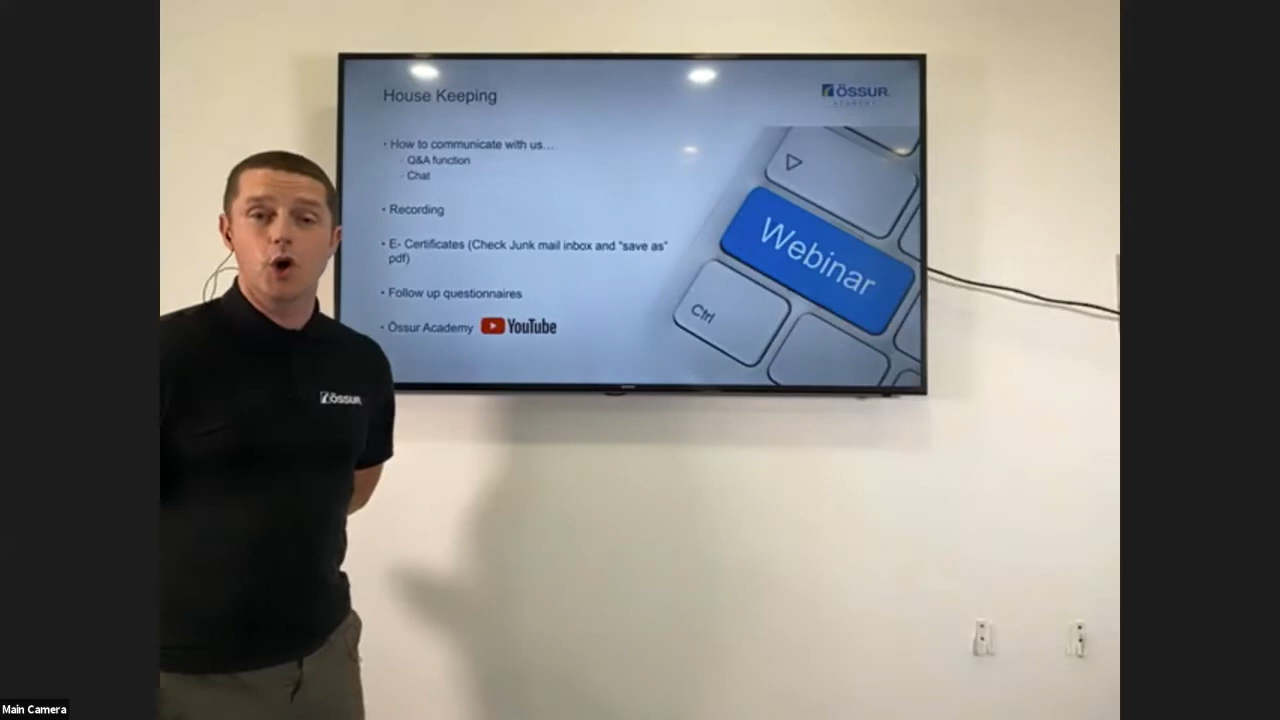 House Keeping
ÖSSUR
ACADEMY
• How to communicate with us…
- Q&A function
- Chat
• Recording
• E- Certificates (Check Junk mail inbox and "save as"
pdf)
• Follow up questionnaires
• Össur Academy YouTube
Webinar
Ctrl
ÖSSUR
Main Camera